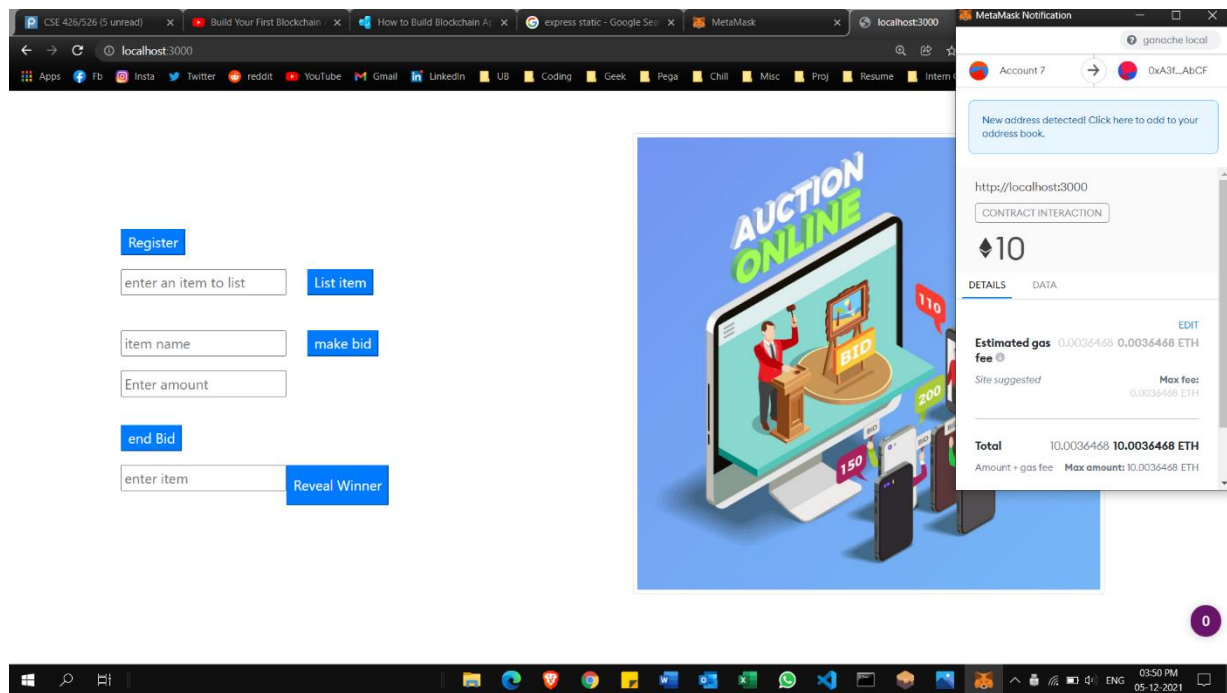 CSE 426/526 (5 unread)
Build Your First Blockchain
How to Build Blockchain Ap
express static - Google Sear
MetaMask
localhost:3000
MetaMask Notification
localhost:3000
ganache local
Apps Fb Insta Twitter reddit YouTube Gmail LinkedIn UB Coding Geek Pega Chill Misc Proj Resume Intern
Account 7
0xA3f...AbCF
New address detected! Click here to add to your
address book.
http://localhost:3000
CONTRACT INTERACTION
10
DETAILS DATA
EDIT
Estimated gas fee 0.0036468 0.0036468 ETH
Site suggested Max fee:
0.0036468 ETH
Total 10.0036468 10.0036468 ETH
Amount + gas fee Max amount: 10.0036468 ETH
Register
enter an item to list List item
item name make bid
Enter amount
end Bid
enter item Reveal Winner
AUCTION
ONLINE
110
BID
200
BID
BID
150
0
ENG
03:50 PM
05-12-2021